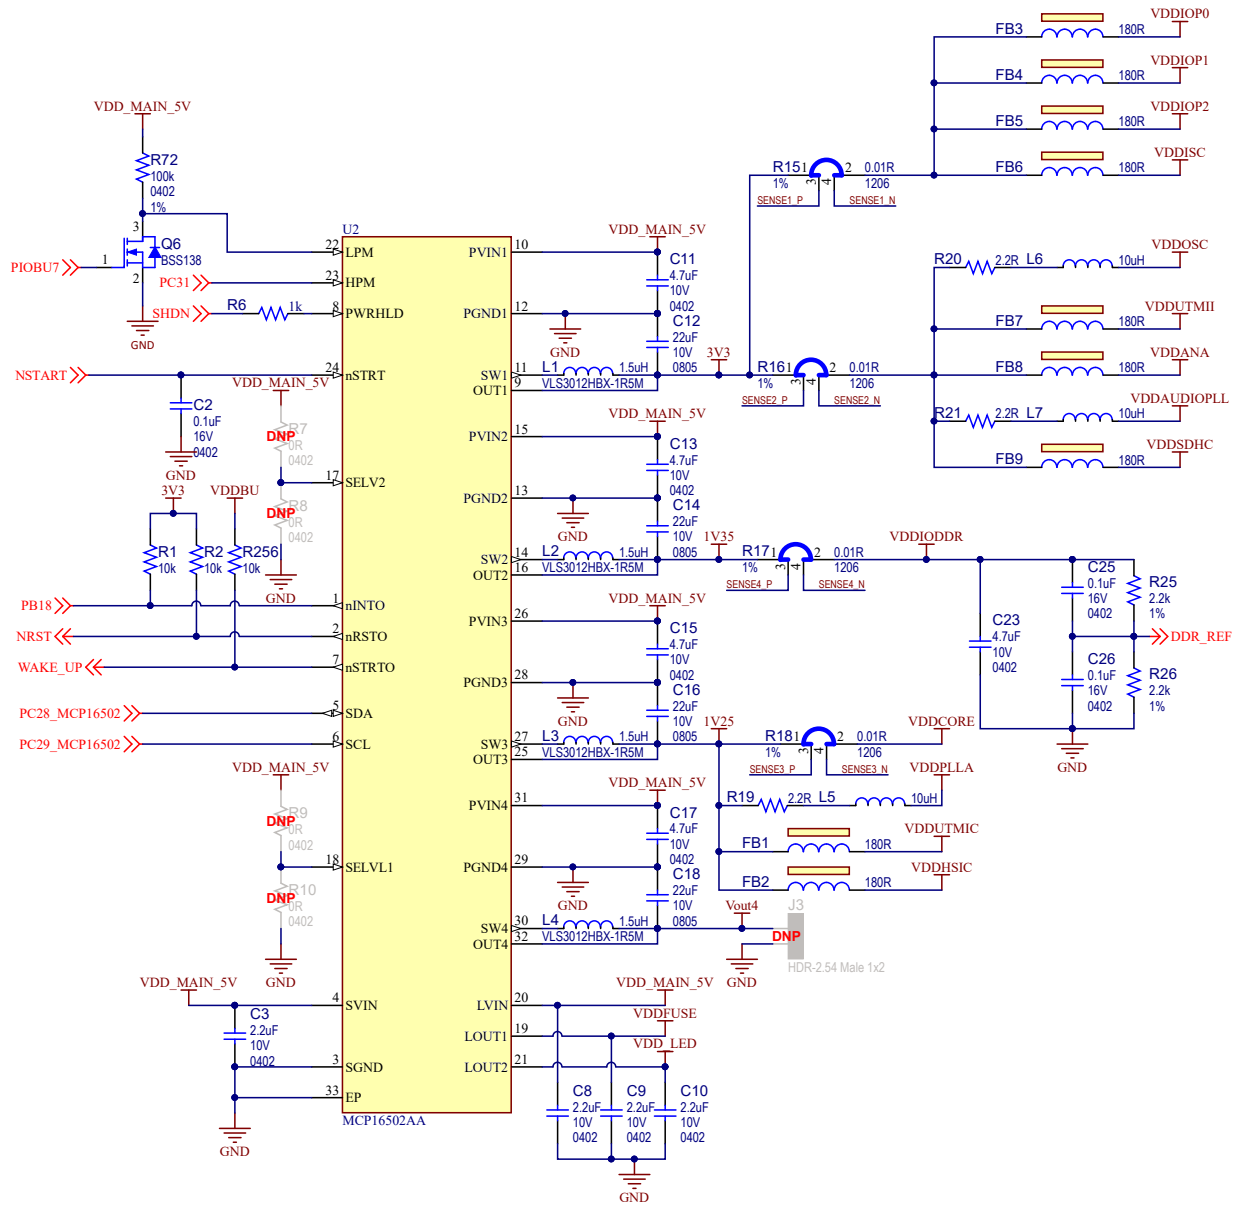 VDDIOP0
FB3
180R
VDDIOP1
FB4
180R
VDDIOP2
FB5
180R
VDDISC
FB6
180R
R15
1
2
0.01R
1%
3
4
1206
SENSE1_P
SENSE1_N
VDD_MAIN_5V
R72
100k
0402
1%
3
Q6
BSS138
PIOBU7
1
2
GND
PC31
SHDN
R6
1k
NSTART
C2
0.1uF
16V
0402
GND
VDD_MAIN_5V
R7
DNP
0R
0402
R8
DNP
0R
0402
GND
3V3
VDDBU
R1
10k
R2
10k
R256
10k
PB18
NRST
WAKE_UP
PC28_MCP16502
PC29_MCP16502
VDD_MAIN_5V
R9
DNP
0R
0402
R10
DNP
0R
0402
GND
VDD_MAIN_5V
C3
2.2uF
10V
0402
GND
U2
22
LPM
23
HPM
8
PWRHLD
24
nSTRT
17
SELV2
1
nINTO
2
nRSTO
7
nSTRTO
5
SDA
6
SCL
18
SELVL1
4
SVIN
3
SGND
33
EP
MCP16502AA
PVIN1
10
PGND1
12
SW1
11
OUT1
9
PVIN2
15
PGND2
13
SW2
14
OUT2
16
PVIN3
26
PGND3
28
SW3
27
OUT3
25
PVIN4
31
PGND4
29
SW4
30
OUT4
32
LVIN
20
LOUT1
19
LOUT2
21
VDD_MAIN_5V
C11
4.7uF
10V
0402
GND
C12
22uF
10V
0805
L1
1.5uH
VLS3012HBX-1R5M
3V3
R16
1
2
0.01R
1%
3
4
1206
SENSE2_P
SENSE2_N
R20
2.2R
L6
10uH
VDDOSC
VDDUTMII
FB7
180R
VDDANA
FB8
180R
R21
2.2R
L7
10uH
VDDAUDIOPLL
VDDSDHC
FB9
180R
VDD_MAIN_5V
C13
4.7uF
10V
0402
GND
C14
22uF
10V
0805
L2
1.5uH
VLS3012HBX-1R5M
1V35
R17
1
2
0.01R
1%
3
4
1206
SENSE4_P
SENSE4_N
VDDIODDR
C23
4.7uF
10V
0402
C25
0.1uF
16V
0402
R25
2.2k
1%
DDR_REF
C26
0.1uF
16V
0402
R26
2.2k
1%
GND
VDD_MAIN_5V
C15
4.7uF
10V
0402
GND
C16
22uF
10V
0805
L3
1.5uH
VLS3012HBX-1R5M
1V25
R18
1
2
0.01R
1%
3
4
1206
SENSE3_P
SENSE3_N
VDDCORE
VDDPLLA
R19
2.2R
L5
10uH
VDDUTMIC
FB1
180R
VDDHSIC
FB2
180R
VDD_MAIN_5V
C17
4.7uF
10V
0402
GND
C18
22uF
10V
0805
L4
1.5uH
VLS3012HBX-1R5M
Vout4
J3
DNP
HDR-2.54 Male 1x2
GND
VDD_MAIN_5V
VDDFUSE
VDD_LED
C8
2.2uF
10V
0402
C9
2.2uF
10V
0402
C10
2.2uF
10V
0402
GND